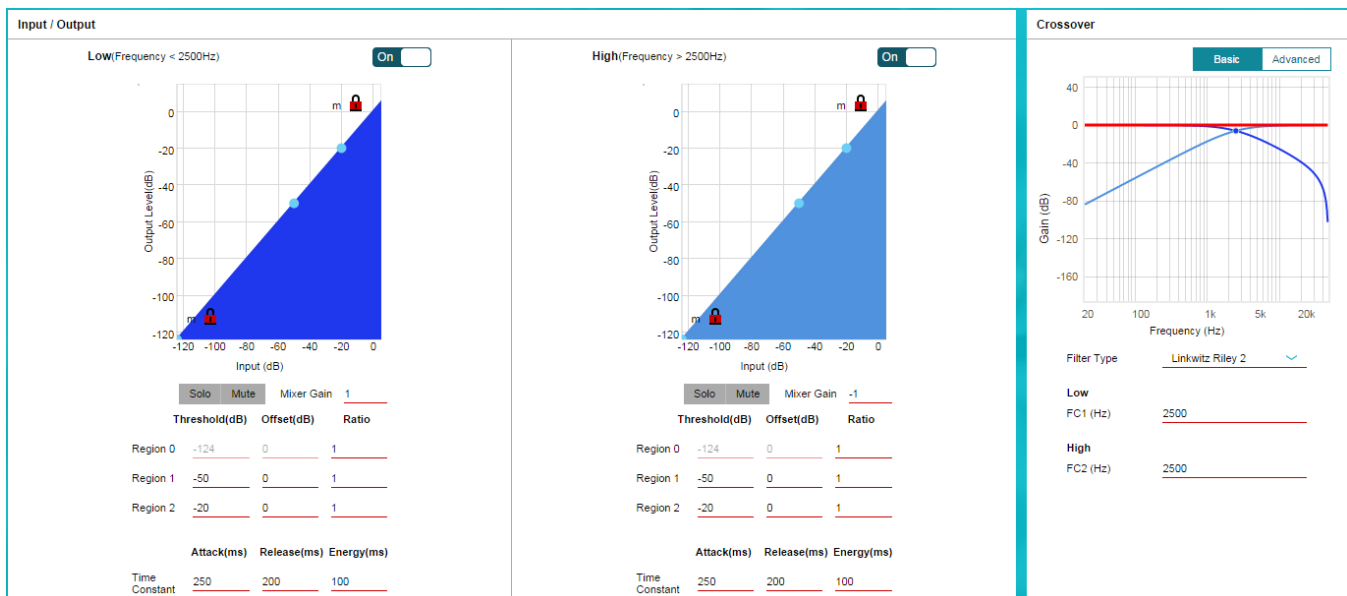 Input / Output
Low(Frequency < 2500Hz)
On
0
-20
-40
-60
-80
-100
-120
Output Level(dB)
m
m
-120 -100 -80 -60 -40 -20 0
Input (dB)
Solo Mute Mixer Gain 1
Threshold(dB) Offset(dB) Ratio
Region 0 -124 0 1
Region 1 -50 0 1
Region 2 -20 0 1
Attack(ms) Release(ms) Energy(ms)
Time Constant 250 200 100
High(Frequency > 2500Hz)
On
0
-20
-40
-60
-80
-100
-120
Output Level(dB)
m
m
-120 -100 -80 -60 -40 -20 0
Input (dB)
Solo Mute Mixer Gain -1
Threshold(dB) Offset(dB) Ratio
Region 0 -124 0 1
Region 1 -50 0 1
Region 2 -20 0 1
Attack(ms) Release(ms) Energy(ms)
Time Constant 250 200 100
Crossover
Basic Advanced
40
0
-40
-80
-120
-160
Gain (dB)
20 100 1k 5k 20k
Frequency (Hz)
Filter Type Linkwitz Riley 2
Low
FC1 (Hz) 2500
High
FC2 (Hz) 2500